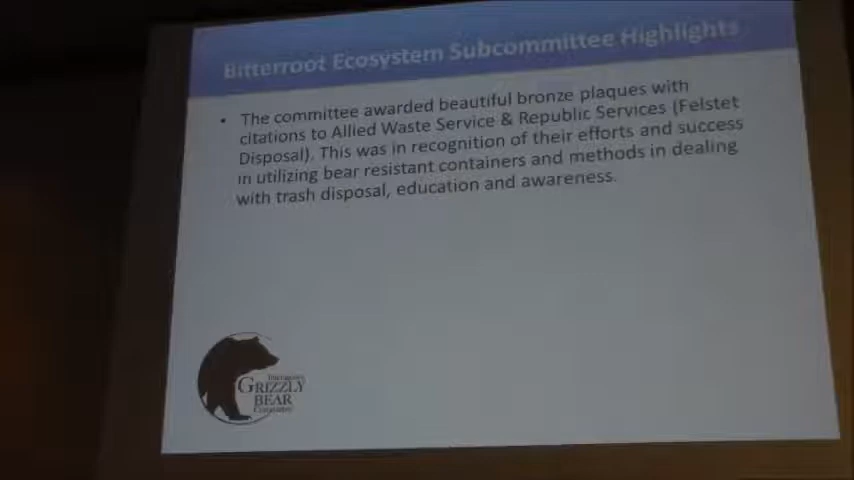 Bitterroot Ecosystem Subcommittee Highlights
• The committee awarded beautiful bronze plaques with
citations to Allied Waste Service & Republic Services (Felstet
Disposal). This was in recognition of their efforts and success
in utilizing bear resistant containers and methods in dealing
with trash disposal, education and awareness.
Interagency
GRIZZLY
BEAR
Committee